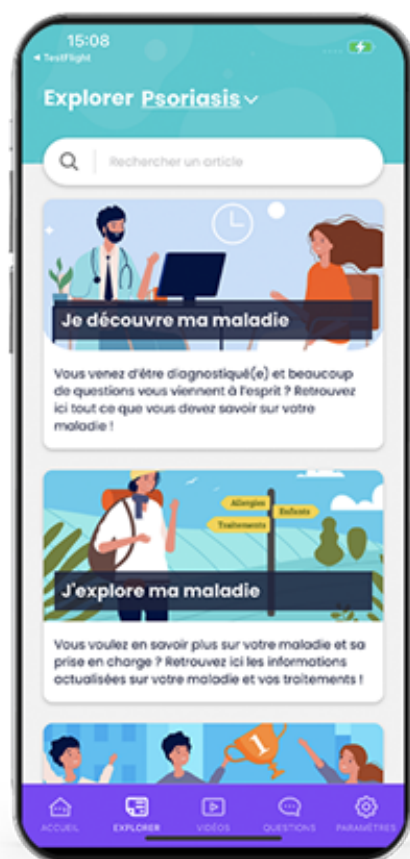 15:08
◀ TestFlight
Explorer Psoriasis
Rechercher un article
Je découvre ma maladie
Vous venez d'être diagnostiqué(e) et beaucoup
de questions vous viennent à l'esprit ? Retrouvez
ici tout ce que vous devez savoir sur votre
maladie !
Allergies
Enfants
Traitements
J'explore ma maladie
Vous voulez en savoir plus sur votre maladie et sa
prise en charge ? Retrouvez ici les informations
actualisées sur votre maladie et vos traitements !
1
ACCUEIL EXPLORER VIDÉOS QUESTIONS PARAMÈTRES